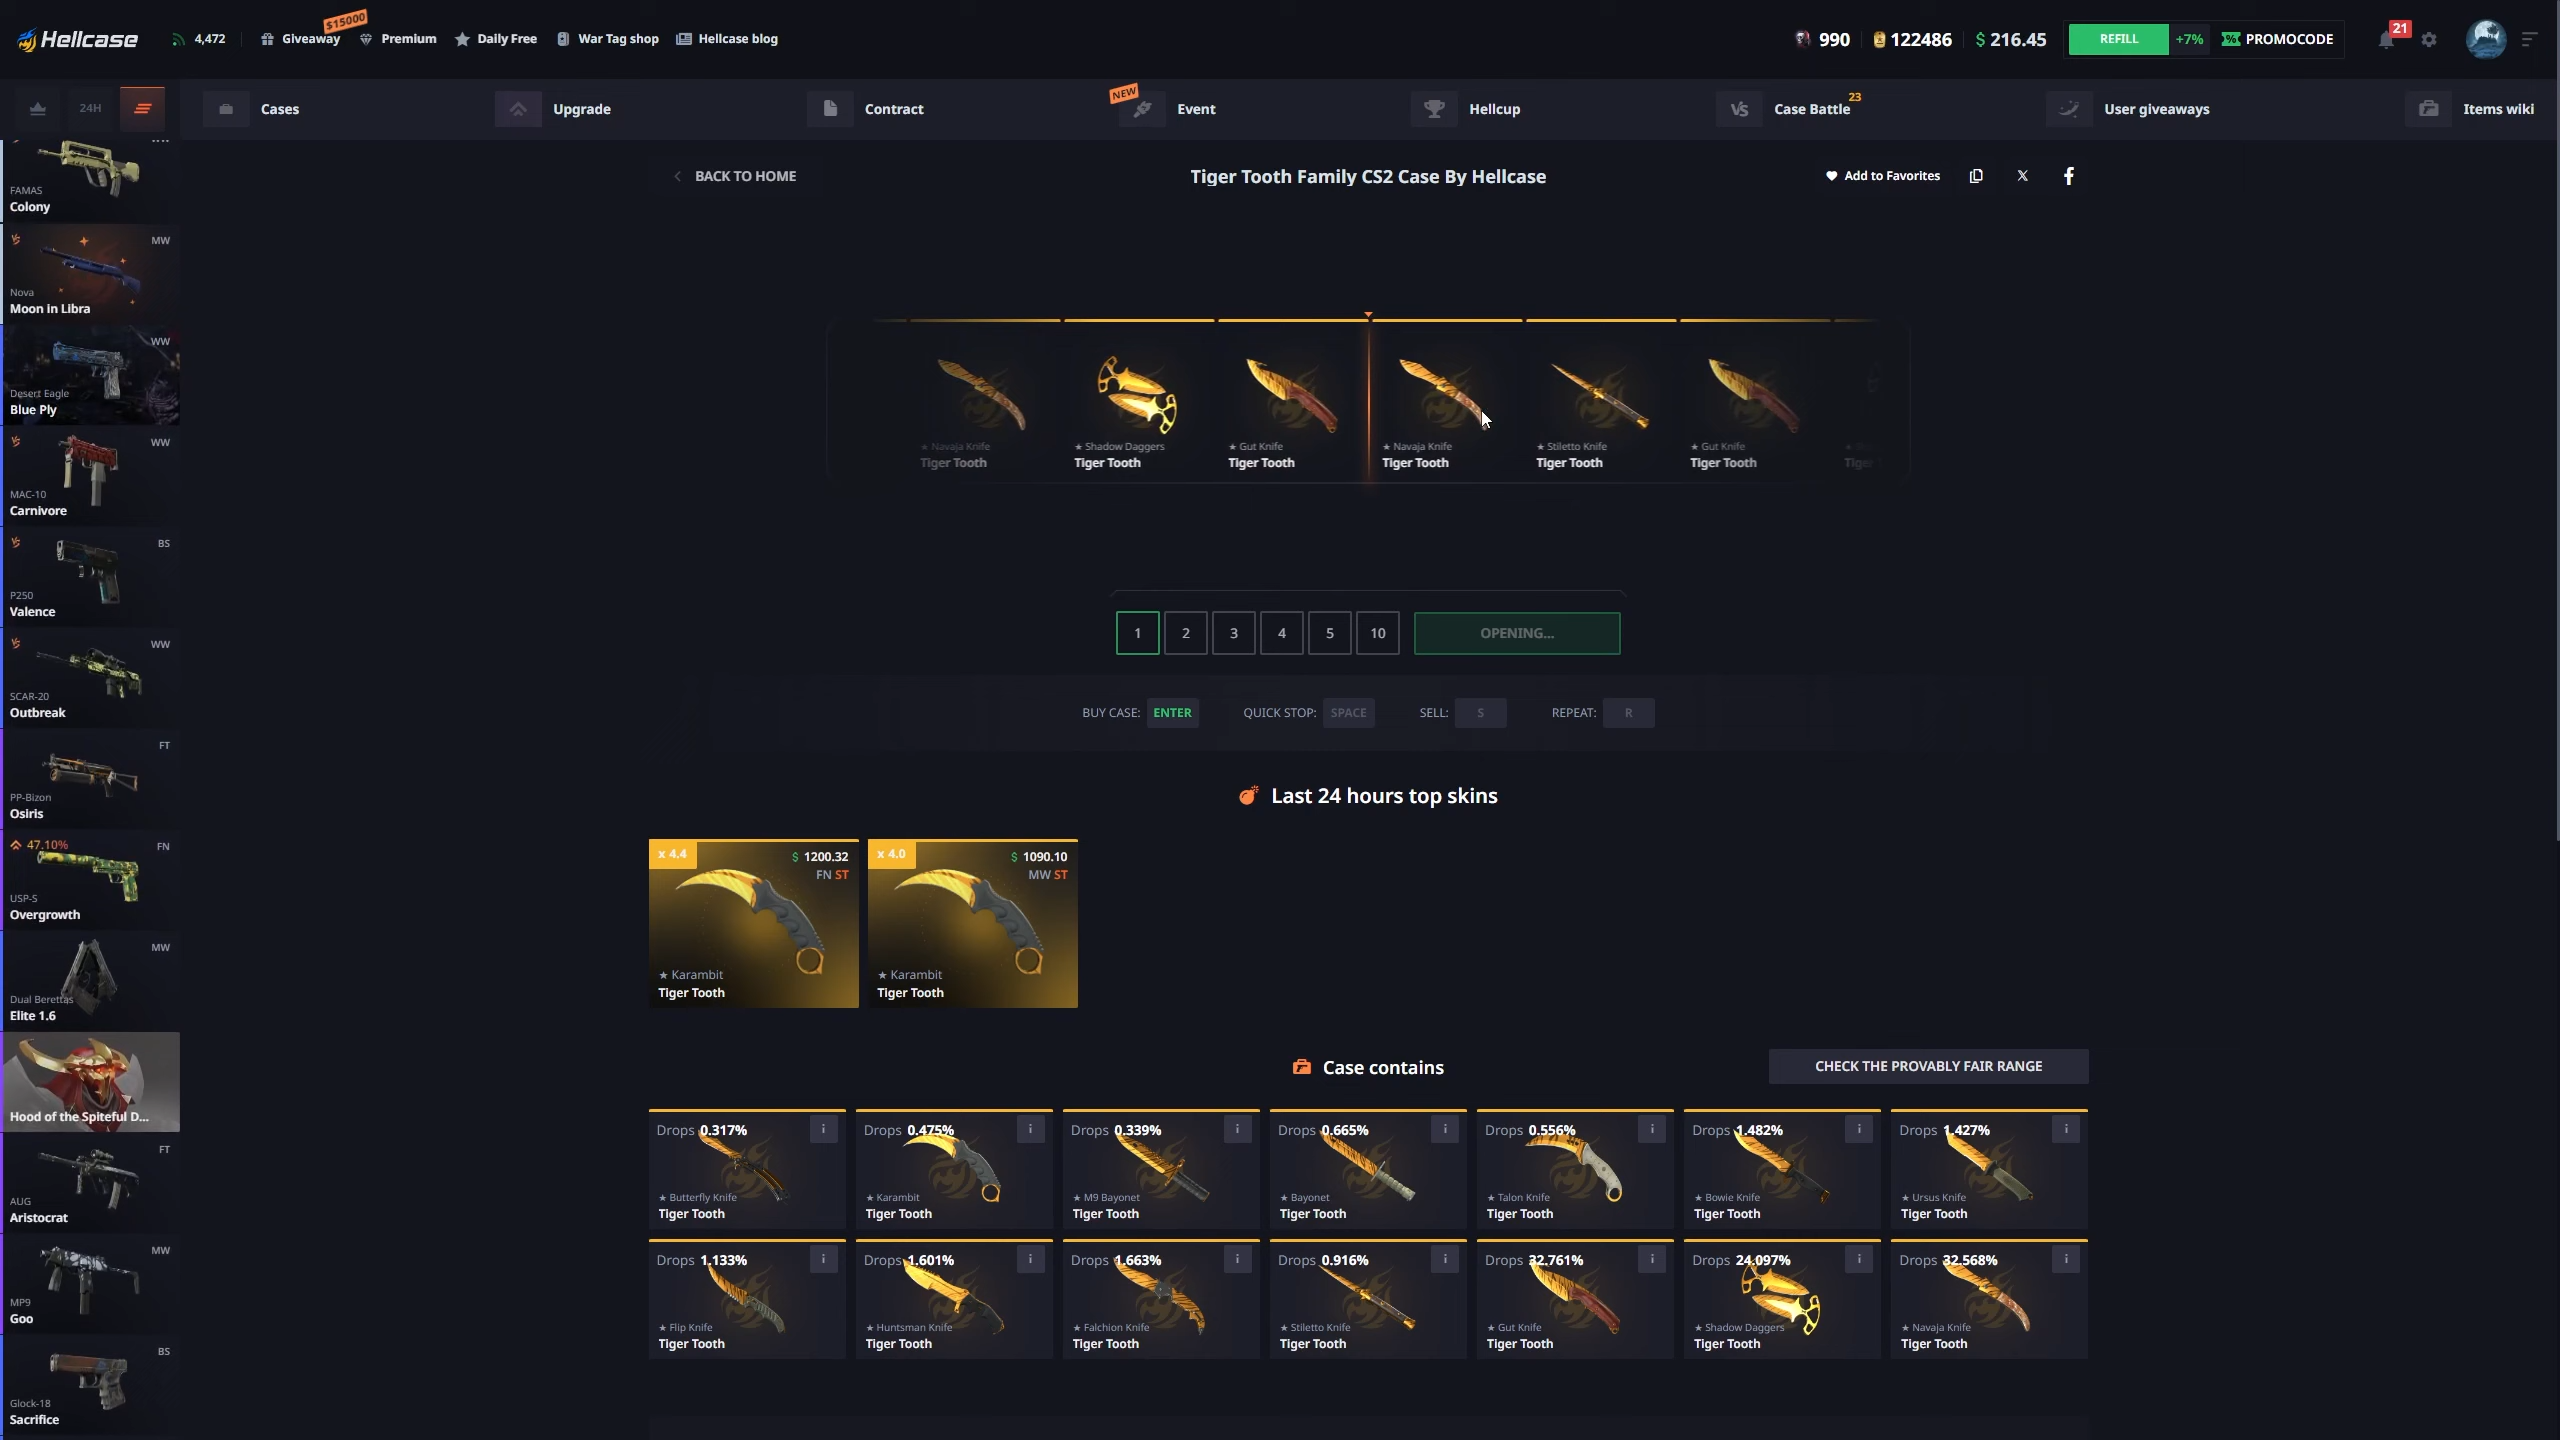 Hellcase
4,472
Giveaway
$15000
Premium
Daily Free
War Tag shop
Hellcase blog
990
122486
$ 216.45
REFILL
+7%
PROMOCODE
21
24H
Cases
Upgrade
Contract
NEW
Event
Hellcup
VS
Case Battle
23
User giveaways
Items wiki
FAMAS
Colony
MW
Nova
Moon in Libra
WW
Desert Eagle
Blue Ply
WW
MAC-10
Carnivore
BS
P250
Valence
WW
SCAR-20
Outbreak
FT
PP-Bizon
Osiris
47.10%
FN
USP-S
Overgrowth
MW
Dual Berettas
Elite 1.6
Hood of the Spiteful D...
FT
AUG
Aristocrat
MW
MP9
Goo
BS
Glock-18
Sacrifice
BACK TO HOME
Tiger Tooth Family CS2 Case By Hellcase
Add to Favorites
★ Navaja Knife
Tiger Tooth
★ Shadow Daggers
Tiger Tooth
★ Gut Knife
Tiger Tooth
★ Navaja Knife
Tiger Tooth
★ Stiletto Knife
Tiger Tooth
★ Gut Knife
Tiger Tooth
1
2
3
4
5
10
OPENING...
BUY CASE: ENTER
QUICK STOP: SPACE
SELL: S
REPEAT: R
Last 24 hours top skins
x 4.4
$ 1200.32
FN ST
★ Karambit
Tiger Tooth
x 4.0
$ 1090.10
MW ST
★ Karambit
Tiger Tooth
Case contains
CHECK THE PROVABLY FAIR RANGE
Drops 0.317%
i
★ Butterfly Knife
Tiger Tooth
Drops 0.475%
i
★ Karambit
Tiger Tooth
Drops 0.339%
i
★ M9 Bayonet
Tiger Tooth
Drops 0.665%
i
★ Bayonet
Tiger Tooth
Drops 0.556%
i
★ Talon Knife
Tiger Tooth
Drops 1.482%
i
★ Bowie Knife
Tiger Tooth
Drops 1.427%
i
★ Ursus Knife
Tiger Tooth
Drops 1.133%
i
★ Flip Knife
Tiger Tooth
Drops 1.601%
i
★ Huntsman Knife
Tiger Tooth
Drops 1.663%
i
★ Falchion Knife
Tiger Tooth
Drops 0.916%
i
★ Stiletto Knife
Tiger Tooth
Drops 32.761%
i
★ Gut Knife
Tiger Tooth
Drops 24.097%
i
★ Shadow Daggers
Tiger Tooth
Drops 32.568%
i
★ Navaja Knife
Tiger Tooth